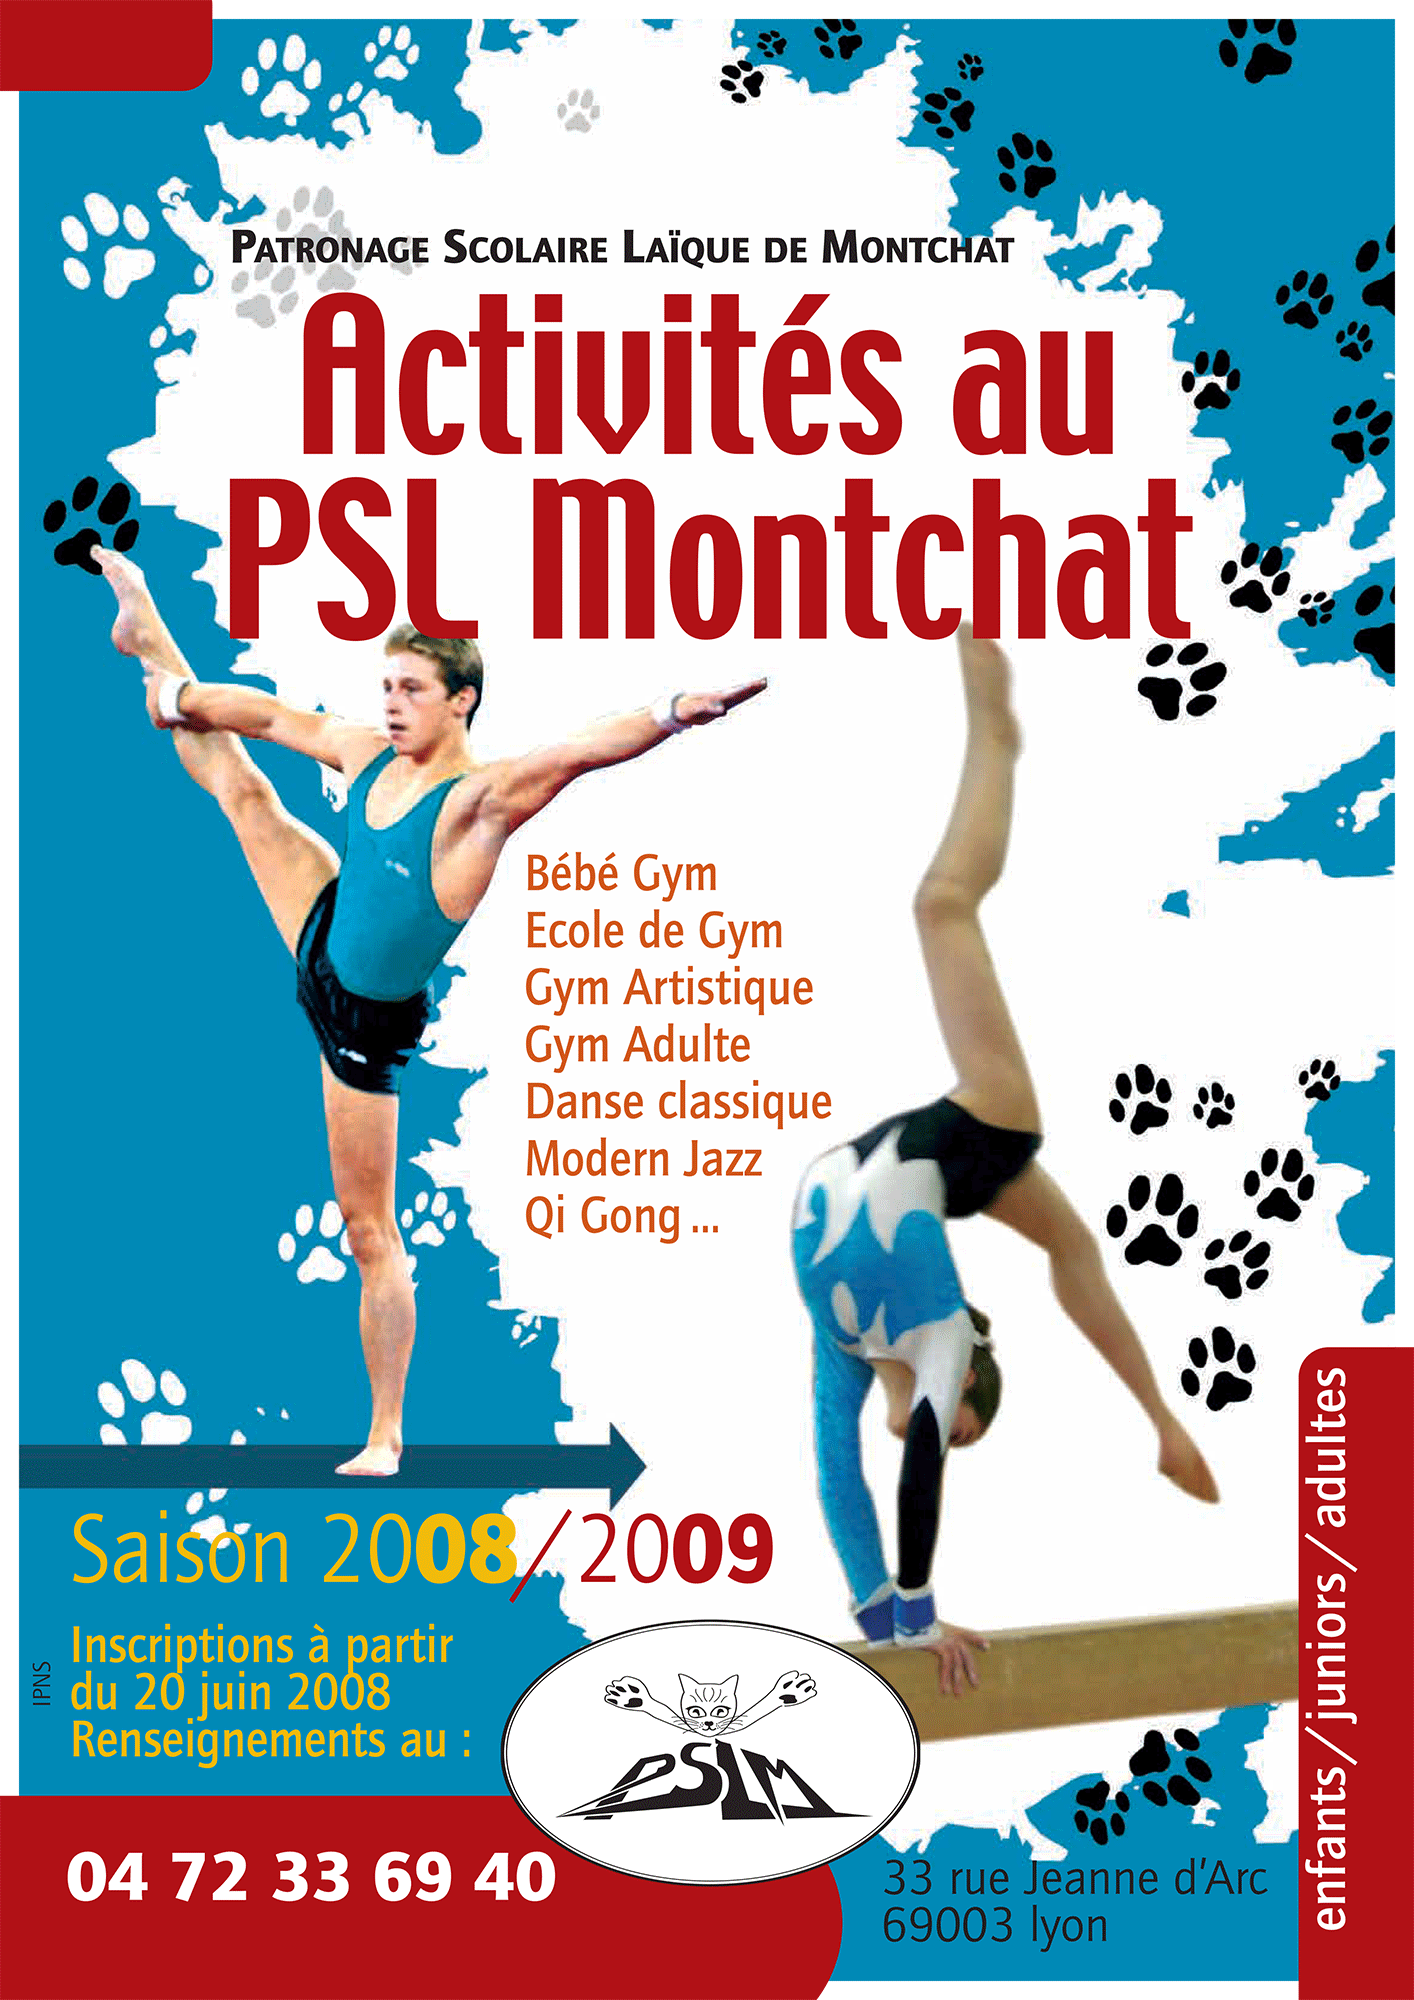 Patronage Scolaire Laïque de Montchat
Activités au
PSL Montchat
Bébé Gym
Ecole de Gym
Gym Artistique
Gym Adulte
Danse classique
Modern Jazz
Qi Gong ...
Saison 2008/2009
Inscriptions à partir
du 20 juin 2008
Renseignements au :
IPNS
PSLM
04 72 33 69 40
33 rue Jeanne d'Arc
69003 lyon
enfants/juniors/adultes